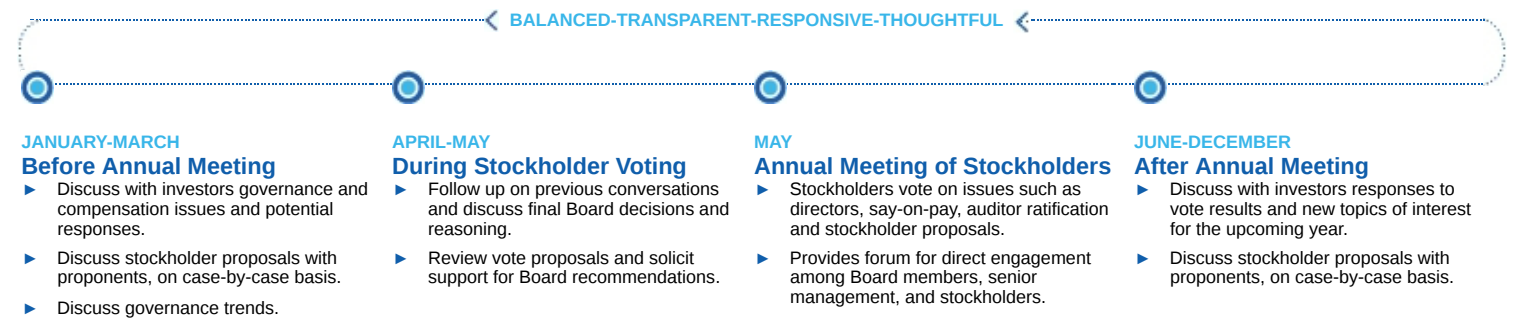 BALANCED-TRANSPARENT-RESPONSIVE-THOUGHTFUL
JANUARY-MARCH
Before Annual Meeting
► Discuss with investors governance and
compensation issues and potential
responses.
► Discuss stockholder proposals with
proponents, on case-by-case basis.
► Discuss governance trends.
APRIL-MAY
During Stockholder Voting
► Follow up on previous conversations
and discuss final Board decisions and
reasoning.
► Review vote proposals and solicit
support for Board recommendations.
MAY
Annual Meeting of Stockholders
► Stockholders vote on issues such as
directors, say-on-pay, auditor ratification
and stockholder proposals.
► Provides forum for direct engagement
among Board members, senior
management, and stockholders.
JUNE-DECEMBER
After Annual Meeting
► Discuss with investors responses to
vote results and new topics of interest
for the upcoming year.
► Discuss stockholder proposals with
proponents, on case-by-case basis.